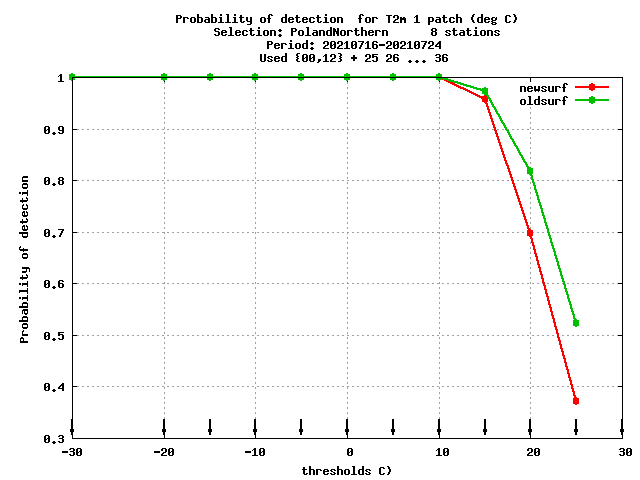 Probability of detection  for T2m 1 patch (deg C)
Selection: PolandNorthern      8 stations
Period: 20210716-20210724
Used {00,12} + 25 26 ... 36
newsurf
oldsurf
Probability of detection
1
0.9
0.8
0.7
0.6
0.5
0.4
0.3
-30 -20 -10 0 10 20 30
thresholds C)